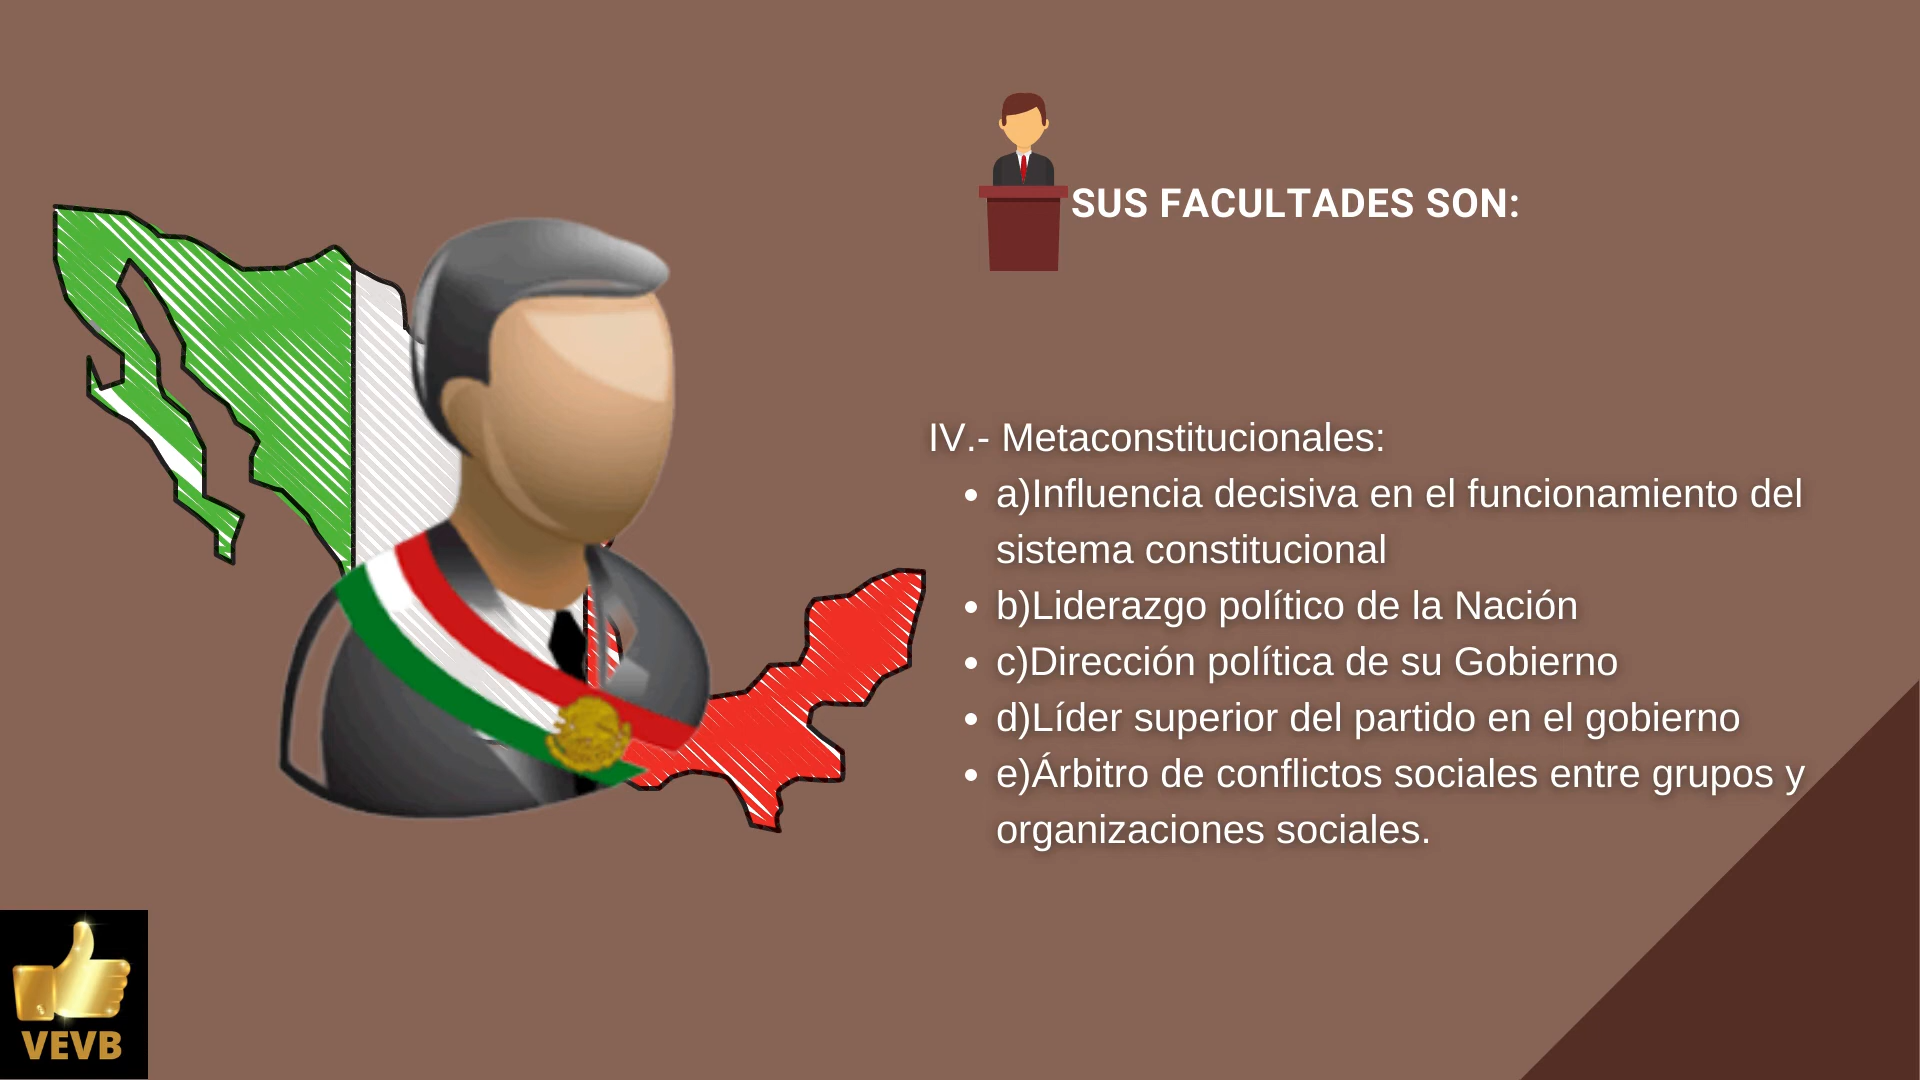 SUS FACULTADES SON:
IV.- Metaconstitucionales:
• a)Influencia decisiva en el funcionamiento del
sistema constitucional
• b)Liderazgo político de la Nación
• c)Dirección política de su Gobierno
• d)Líder superior del partido en el gobierno
• e)Árbitro de conflictos sociales entre grupos y
organizaciones sociales.
VEVB